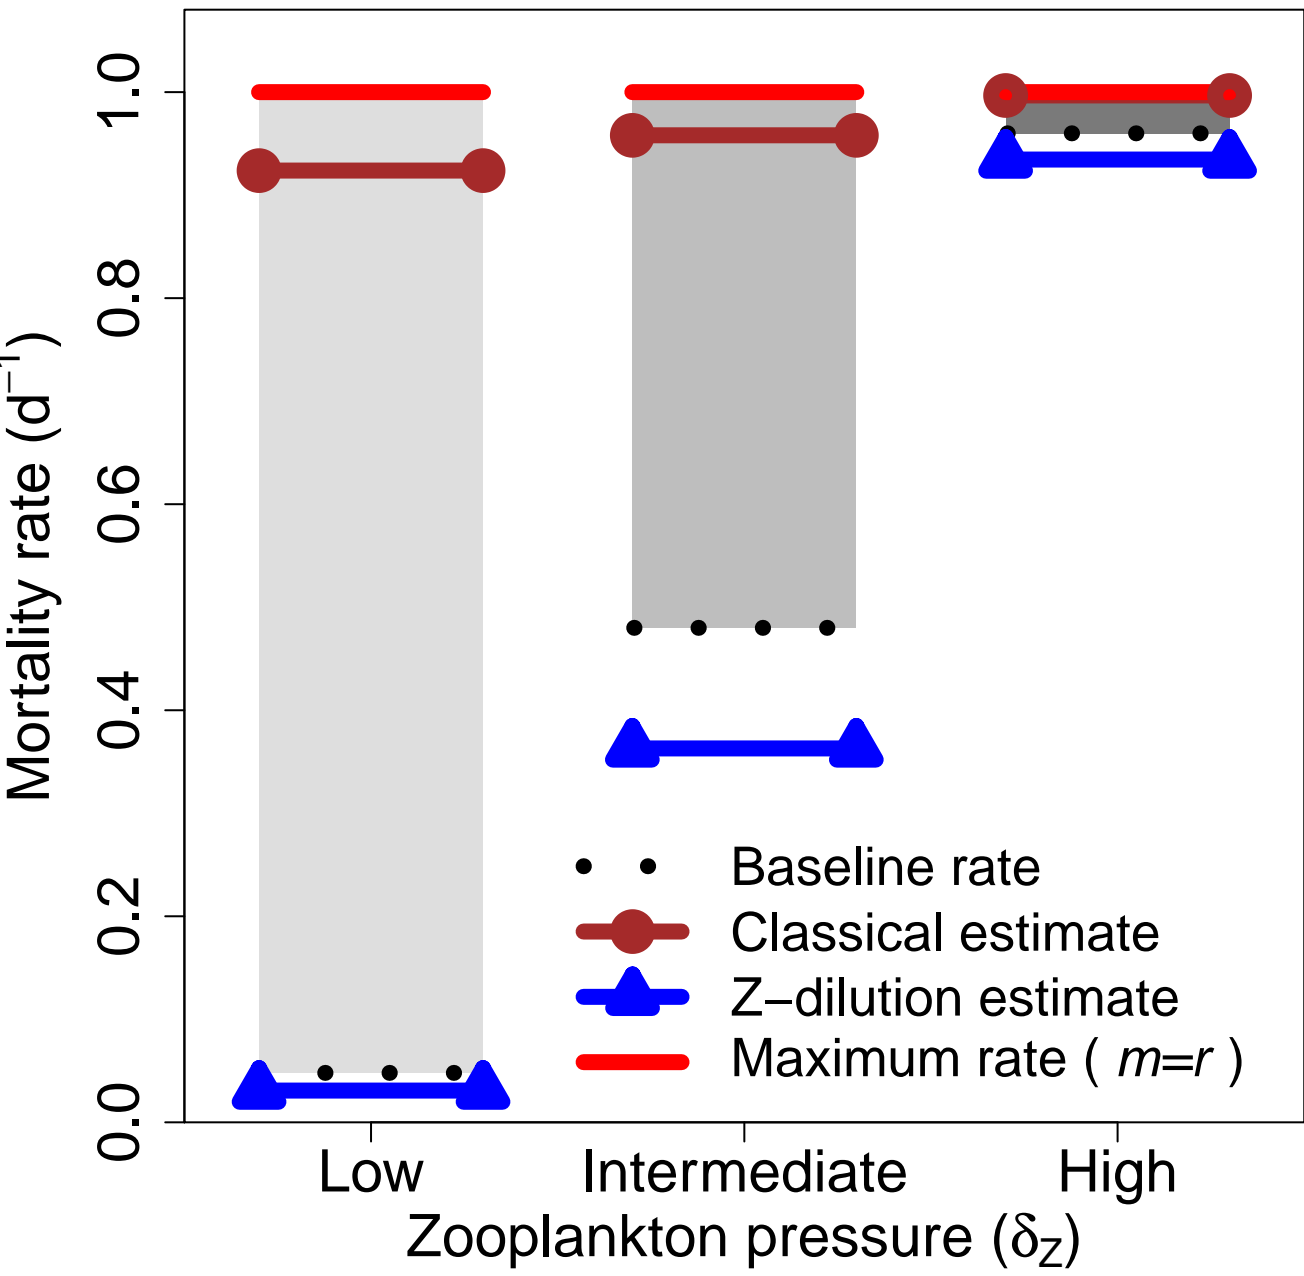 Mortality rate (d⁻¹)
1.0
0.8
0.6
0.4
0.2
0.0
Baseline rate
Classical estimate
Z−dilution estimate
Maximum rate ( m=r )
Low Intermediate High
Zooplankton pressure (δZ)